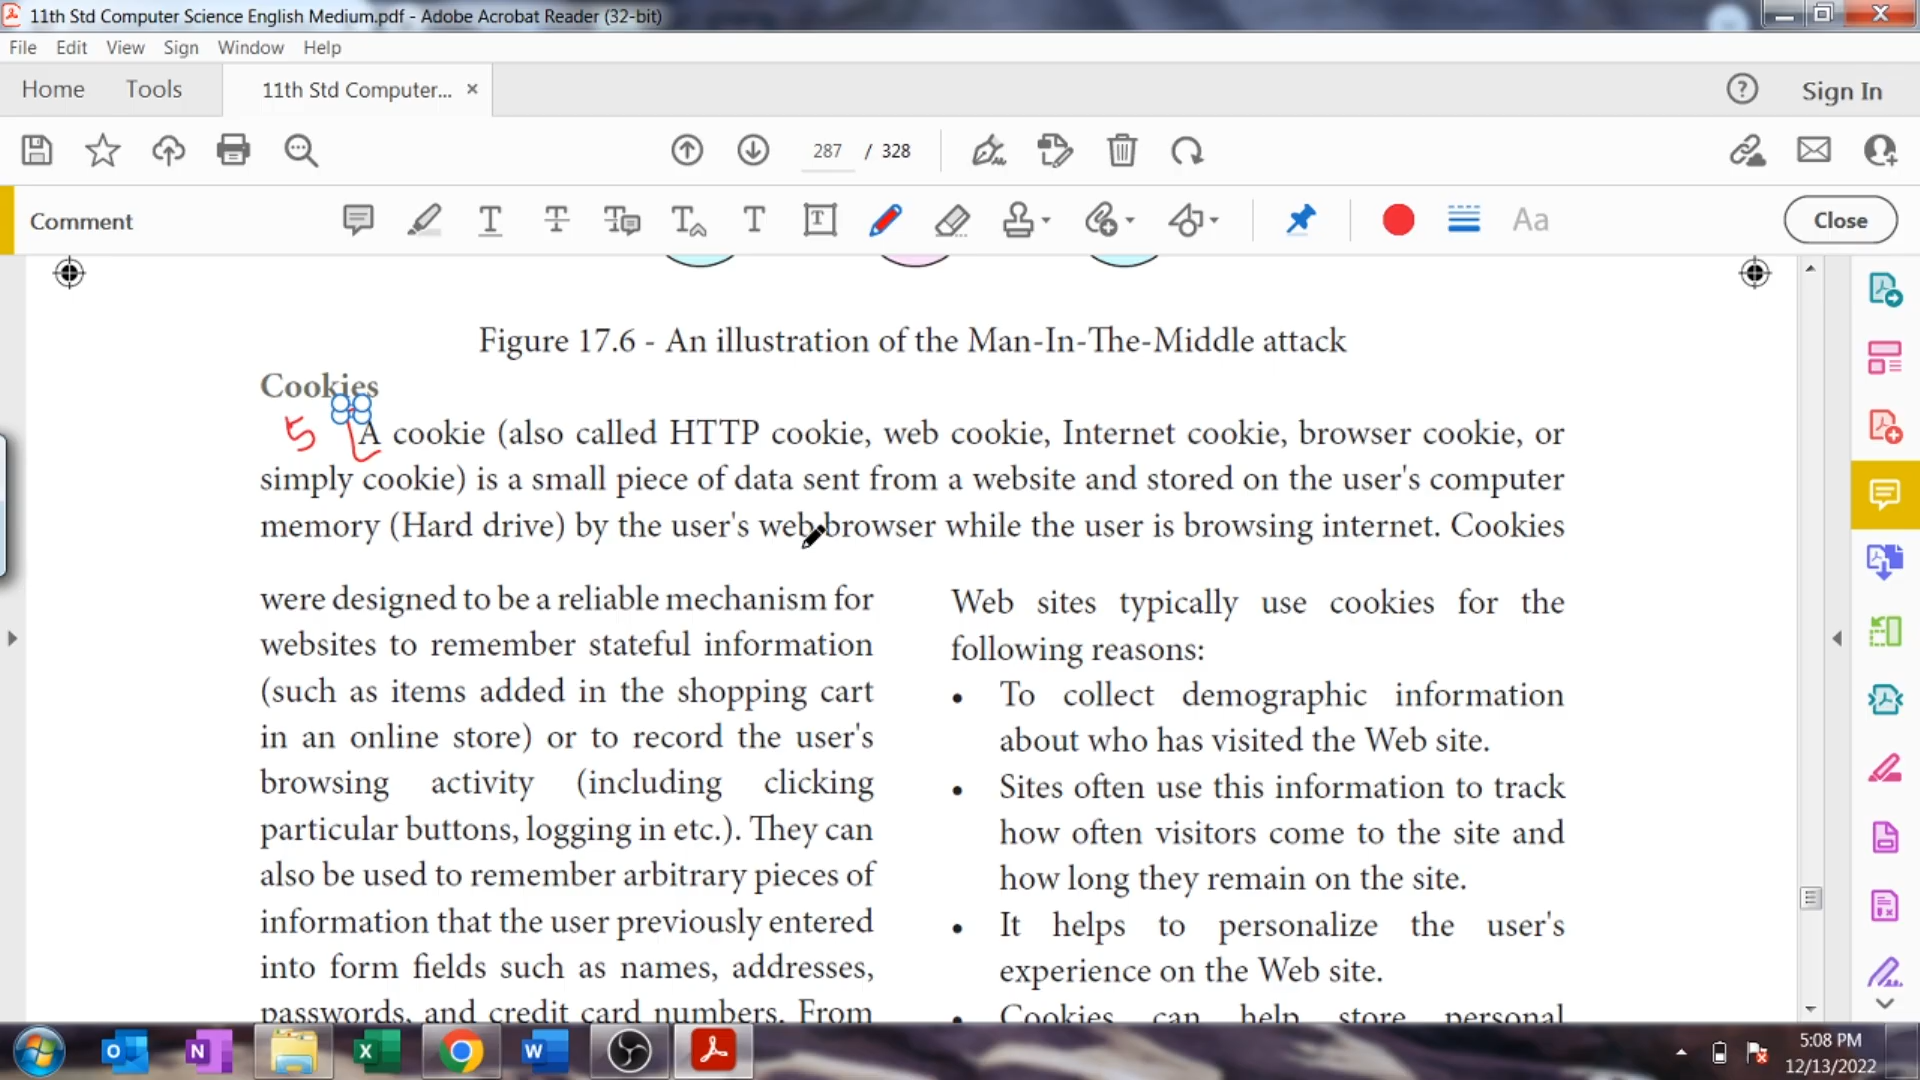 11th Std Computer Science English Medium.pdf - Adobe Acrobat Reader (32-bit)
File Edit View Sign Window Help
Home Tools 11th Std Computer... × Sign In
287 / 328
Comment Aa Close
Figure 17.6 - An illustration of the Man-In-The-Middle attack
Cookies
5 A cookie (also called HTTP cookie, web cookie, Internet cookie, browser cookie, or
simply cookie) is a small piece of data sent from a website and stored on the user's computer
memory (Hard drive) by the user's web browser while the user is browsing internet. Cookies
were designed to be a reliable mechanism for
websites to remember stateful information
(such as items added in the shopping cart
in an online store) or to record the user's
browsing activity (including clicking
particular buttons, logging in etc.). They can
also be used to remember arbitrary pieces of
information that the user previously entered
into form fields such as names, addresses,
passwords, and credit card numbers. From
Web sites typically use cookies for the
following reasons:
• To collect demographic information
about who has visited the Web site.
• Sites often use this information to track
how often visitors come to the site and
how long they remain on the site.
• It helps to personalize the user's
experience on the Web site.
• Cookies can help store personal
5:08 PM
12/13/2022